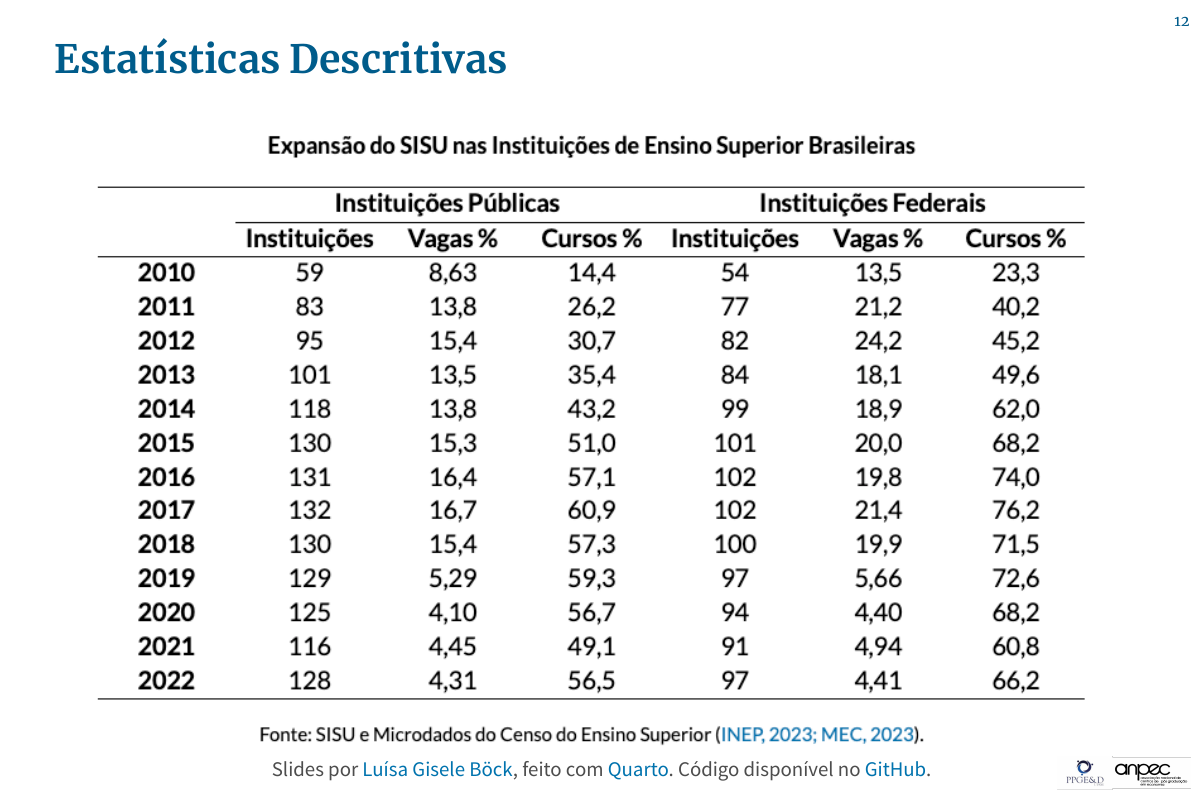 12
Estatísticas Descritivas
Expansão do SISU nas Instituições de Ensino Superior Brasileiras
Instituições Públicas Instituições Federais
Instituições Vagas % Cursos % Instituições Vagas % Cursos %
2010 59 8,63 14,4 54 13,5 23,3
2011 83 13,8 26,2 77 21,2 40,2
2012 95 15,4 30,7 82 24,2 45,2
2013 101 13,5 35,4 84 18,1 49,6
2014 118 13,8 43,2 99 18,9 62,0
2015 130 15,3 51,0 101 20,0 68,2
2016 131 16,4 57,1 102 19,8 74,0
2017 132 16,7 60,9 102 21,4 76,2
2018 130 15,4 57,3 100 19,9 71,5
2019 129 5,29 59,3 97 5,66 72,6
2020 125 4,10 56,7 94 4,40 68,2
2021 116 4,45 49,1 91 4,94 60,8
2022 128 4,31 56,5 97 4,41 66,2
Fonte: SISU e Microdados do Censo do Ensino Superior (INEP, 2023; MEC, 2023).
Slides por Luísa Gisele Böck, feito com Quarto. Código disponível no GitHub.
PPGE&D
anpec